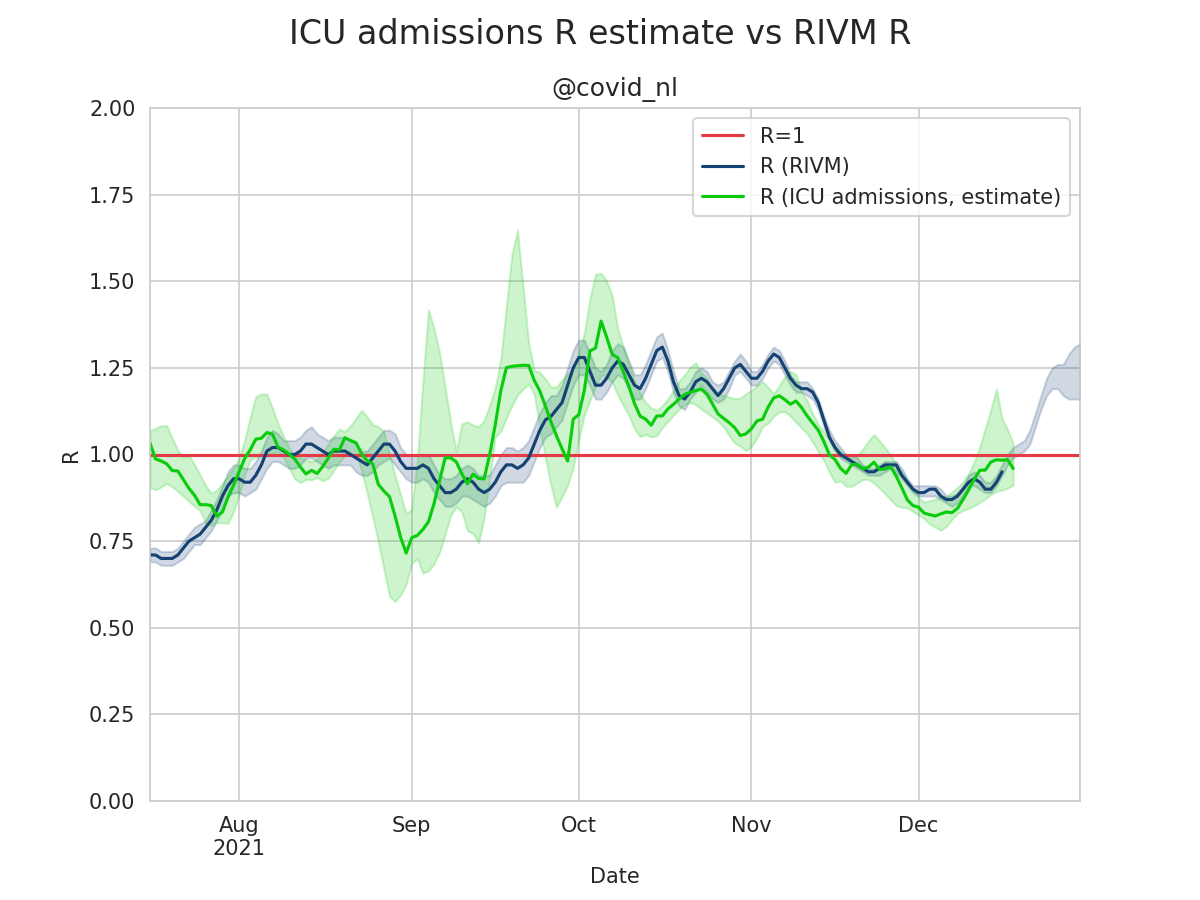 ICU admissions R estimate vs RIVM R
@covid_nl
R=1
R (RIVM)
R (ICU admissions, estimate)
2.00
1.75
1.50
1.25
1.00
0.75
0.50
0.25
0.00
R
Aug
2021
Sep
Oct
Nov
Dec
Date